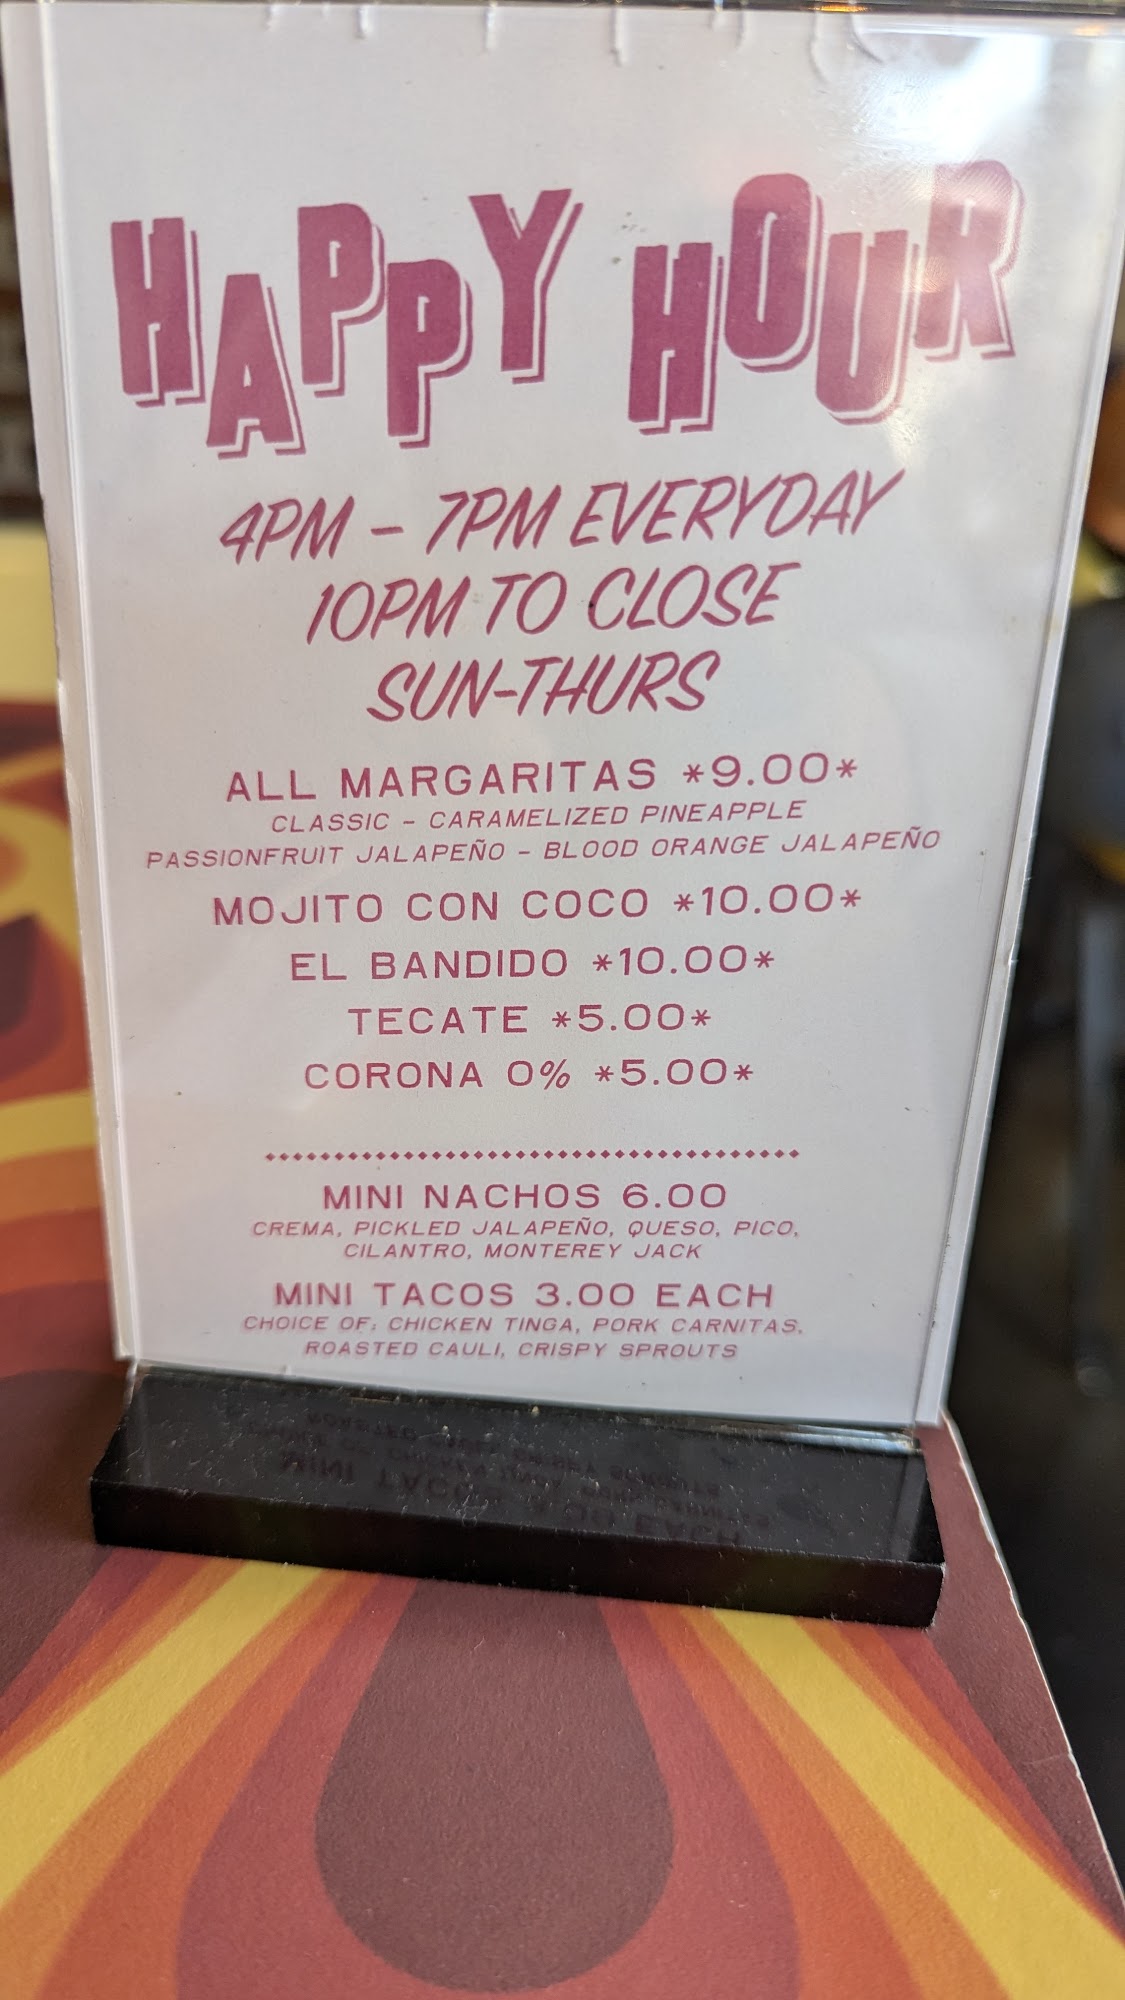 HAPPY HOUR
4PM - 7PM EVERYDAY
10PM TO CLOSE
SUN-THURS
ALL MARGARITAS *9.00*
CLASSIC - CARAMELIZED PINEAPPLE
PASSIONFRUIT JALAPEÑO - BLOOD ORANGE JALAPEÑO
MOJITO CON COCO *10.00*
EL BANDIDO *10.00*
TECATE *5.00*
CORONA 0% *5.00*
MINI NACHOS 6.00
CREMA, PICKLED JALAPEÑO, QUESO, PICO,
CILANTRO, MONTEREY JACK
MINI TACOS 3.00 EACH
CHOICE OF: CHICKEN TINGA, PORK CARNITAS,
ROASTED CAULI, CRISPY SPROUTS